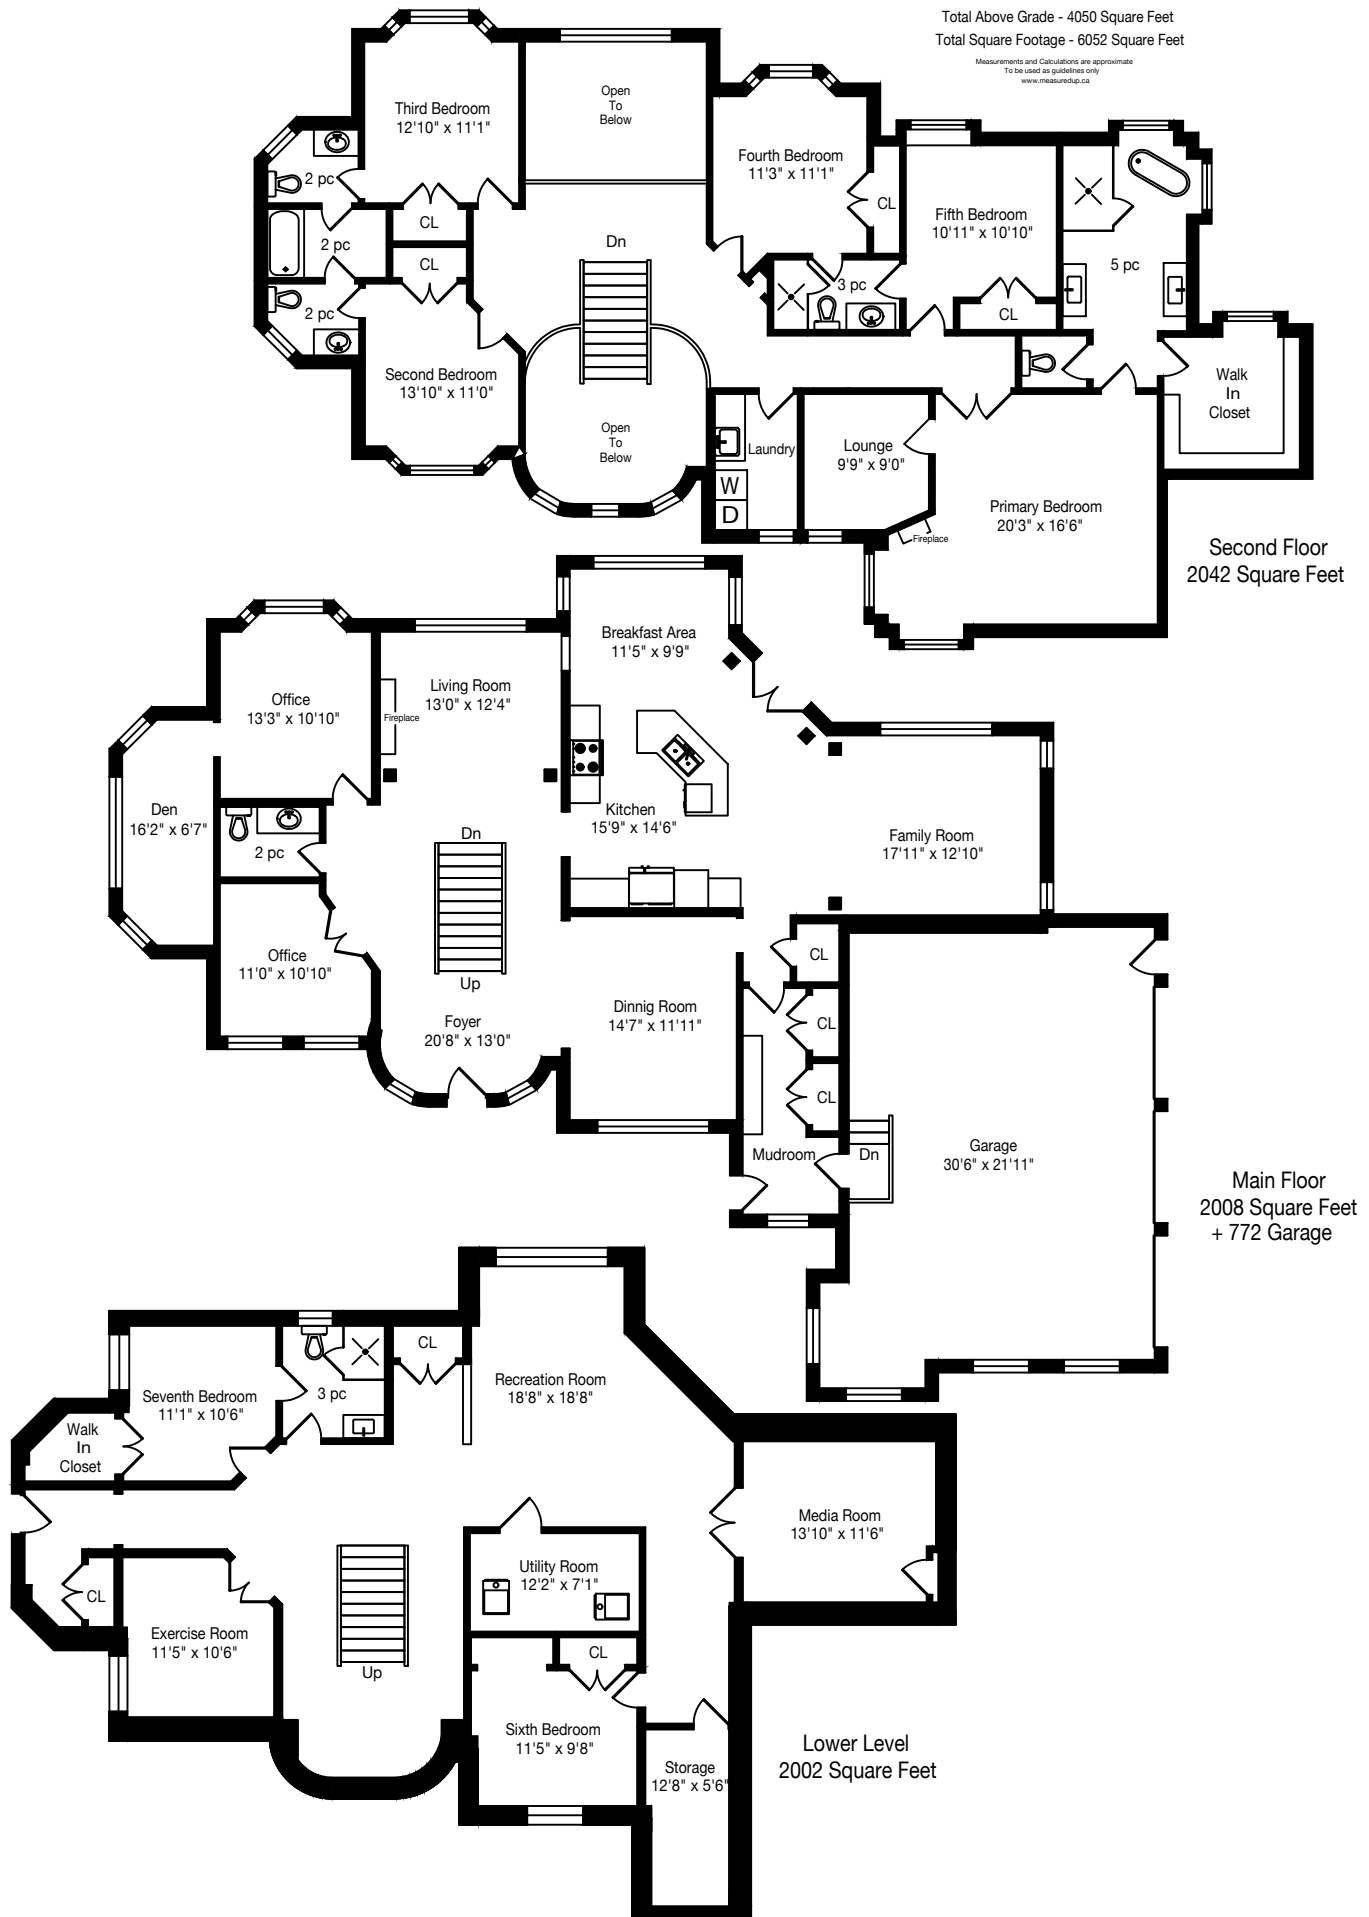 Total Above Grade - 4050 Square Feet
Total Square Footage - 6052 Square Feet
Measurements and Calculations are approximate
To be used as guidelines only
www.measuredup.ca
Third Bedroom
12'10" x 11'1"
Open
To
Below
Fourth Bedroom
11'3" x 11'1"
2 pc
CL
CL
Fifth Bedroom
10'11" x 10'10"
2 pc
Dn
CL
5 pc
3 pc
2 pc
CL
Second Bedroom
13'10" x 11'0"
Walk
In
Closet
Open
To
Below
Laundry
Lounge
9'9" x 9'0"
W
D
Primary Bedroom
20'3" x 16'6"
Fireplace
Second Floor
2042 Square Feet
Breakfast Area
11'5" x 9'9"
Office
13'3" x 10'10"
Living Room
13'0" x 12'4"
Fireplace
Den
16'2" x 6'7"
Kitchen
15'9" x 14'6"
Dn
2 pc
Family Room
17'11" x 12'10"
Office
11'0" x 10'10"
CL
Up
Dinnig Room
14'7" x 11'11"
Foyer
20'8" x 13'0"
CL
CL
Mudroom
Dn
Garage
30'6" x 21'11"
Main Floor
2008 Square Feet
+ 772 Garage
CL
Recreation Room
18'8" x 18'8"
Seventh Bedroom
11'1" x 10'6"
3 pc
Walk
In
Closet
Media Room
13'10" x 11'6"
Utility Room
12'2" x 7'1"
CL
Exercise Room
11'5" x 10'6"
CL
Up
Sixth Bedroom
11'5" x 9'8"
Storage
12'8" x 5'6"
Lower Level
2002 Square Feet